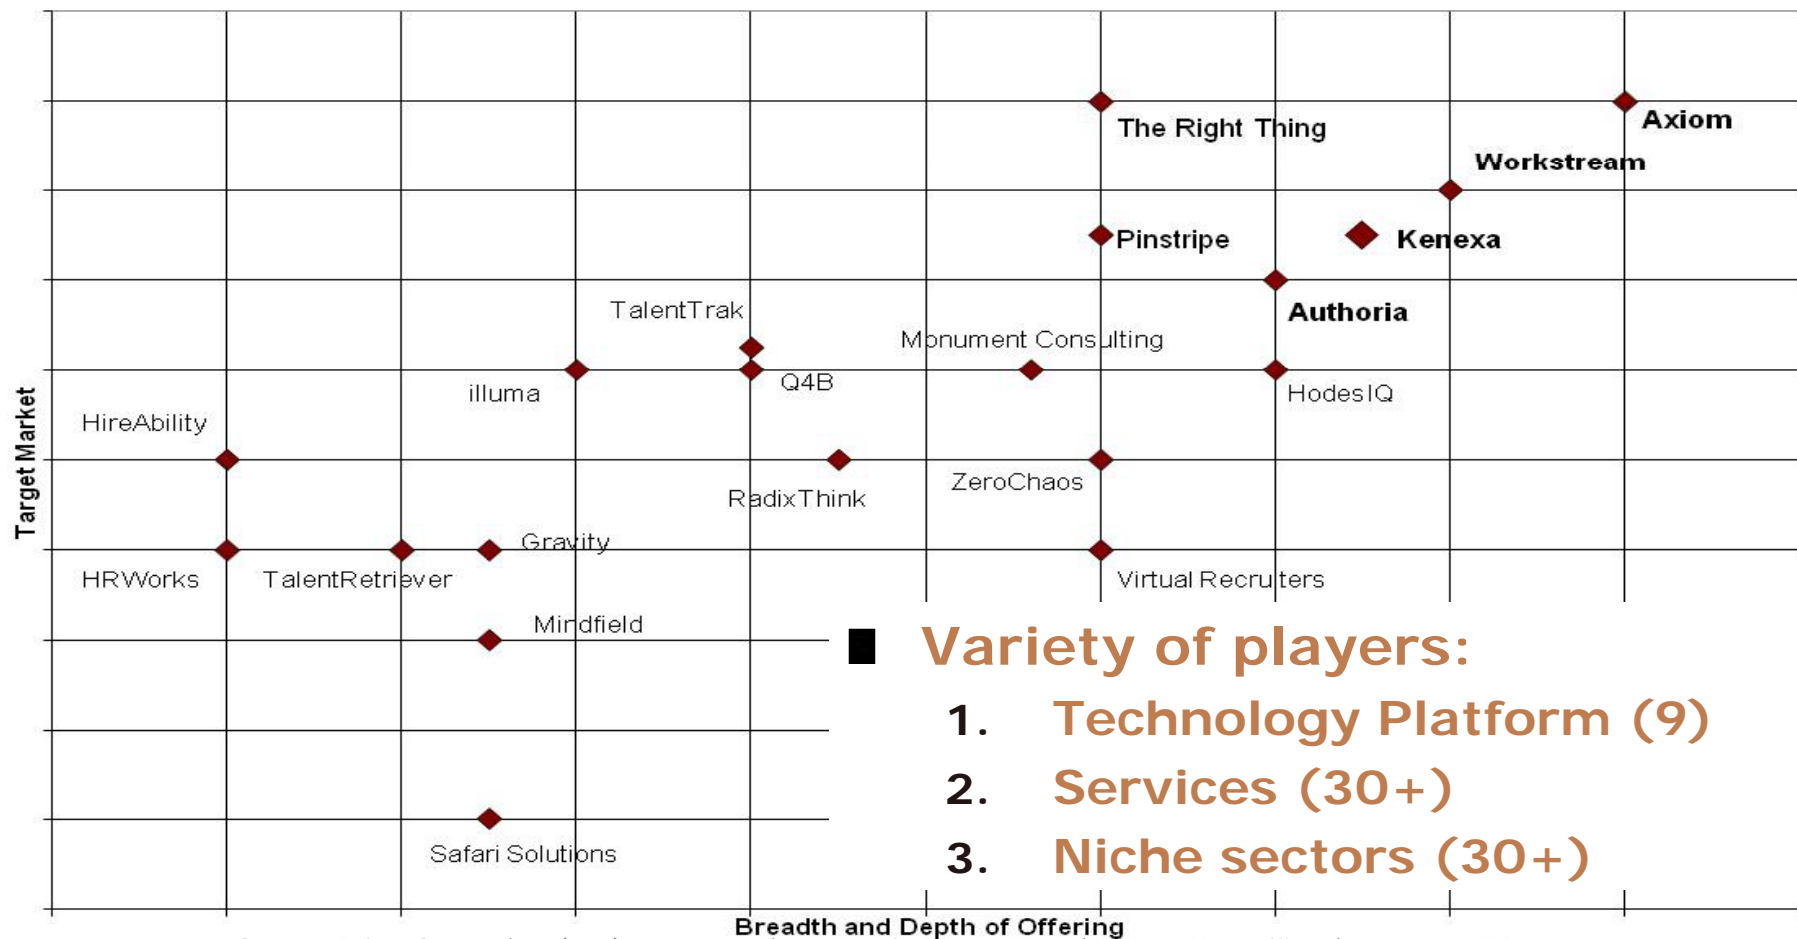 The Right Thing
Axiom
Workstream
Pinstripe
Kenexa
TalentTrak
Authoria
Monument Consulting
illuma
Q4B
HodesIQ
HireAbility
RadixThink
ZeroChaos
Gravity
HRWorks
TalentRetriever
Virtual Recruiters
Mindfield
Safari Solutions
Target Market
Breadth and Depth of Offering
■ Variety of players:
1. Technology Platform (9)
2. Services (30+)
3. Niche sectors (30+)